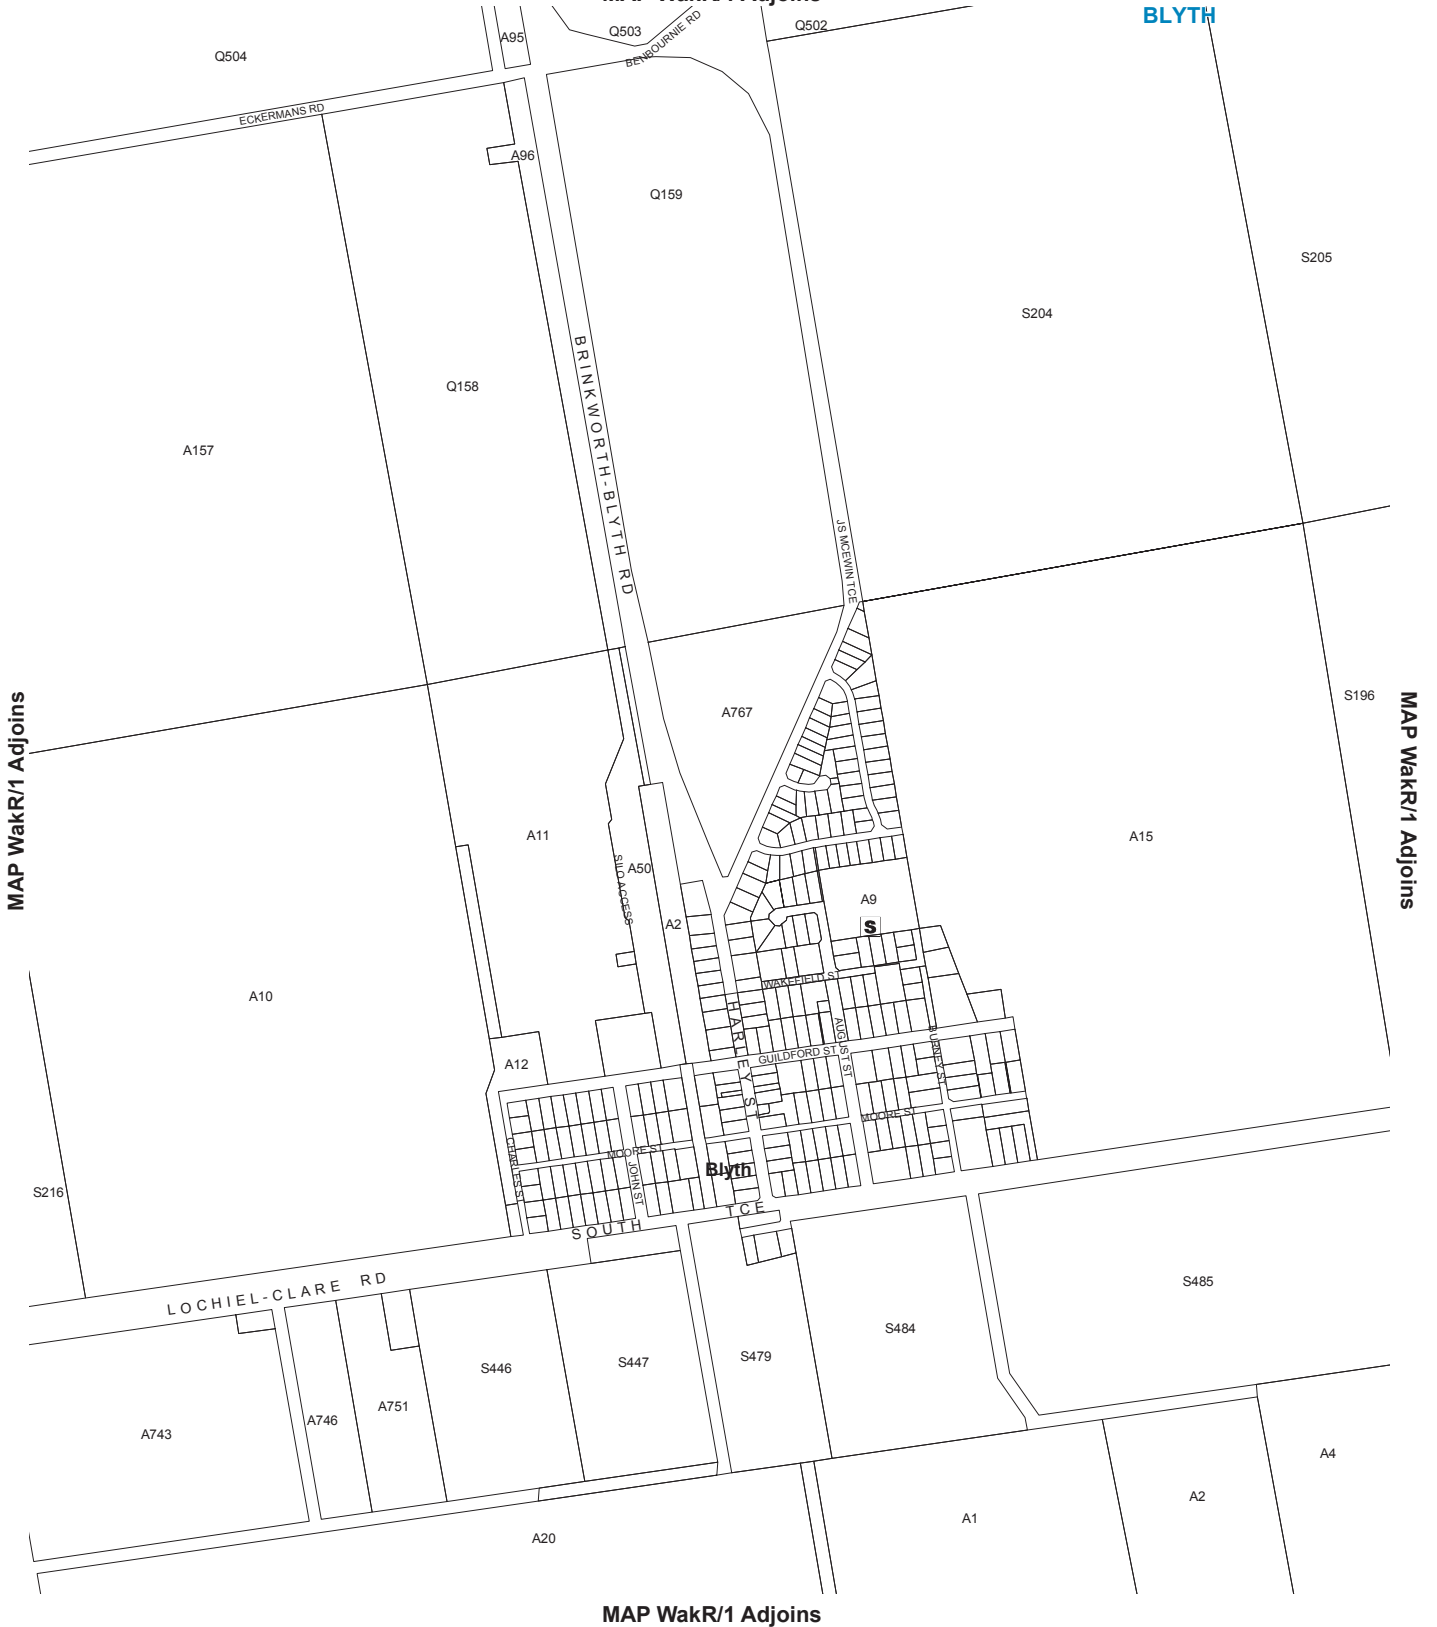 MAP WakR/1 Adjoins
BLYTH
Q504
A95
Q503
Q502
BENBOURNIE RD
ECKERMANS RD
A96
Q159
S205
S204
BRINKWORTH-BLYTH RD
Q158
A157
JS MCEWIN TCE
S196
A767
MAP WakR/1 Adjoins
MAP WakR/1 Adjoins
A11
A15
SILO ACCESS
A50
A9
S
A2
WAKEFIELD ST
A10
HARLEY ST
AUGUST ST
BURNEY ST
GUILDFORD ST
A12
MOORE ST
MOORE ST
CHARLES ST
JOHN ST
Blyth
S216
SOUTH TCE
LOCHIEL-CLARE RD
S485
S484
S447
S479
S446
A751
A746
A743
A4
A2
A1
A20
MAP WakR/1 Adjoins